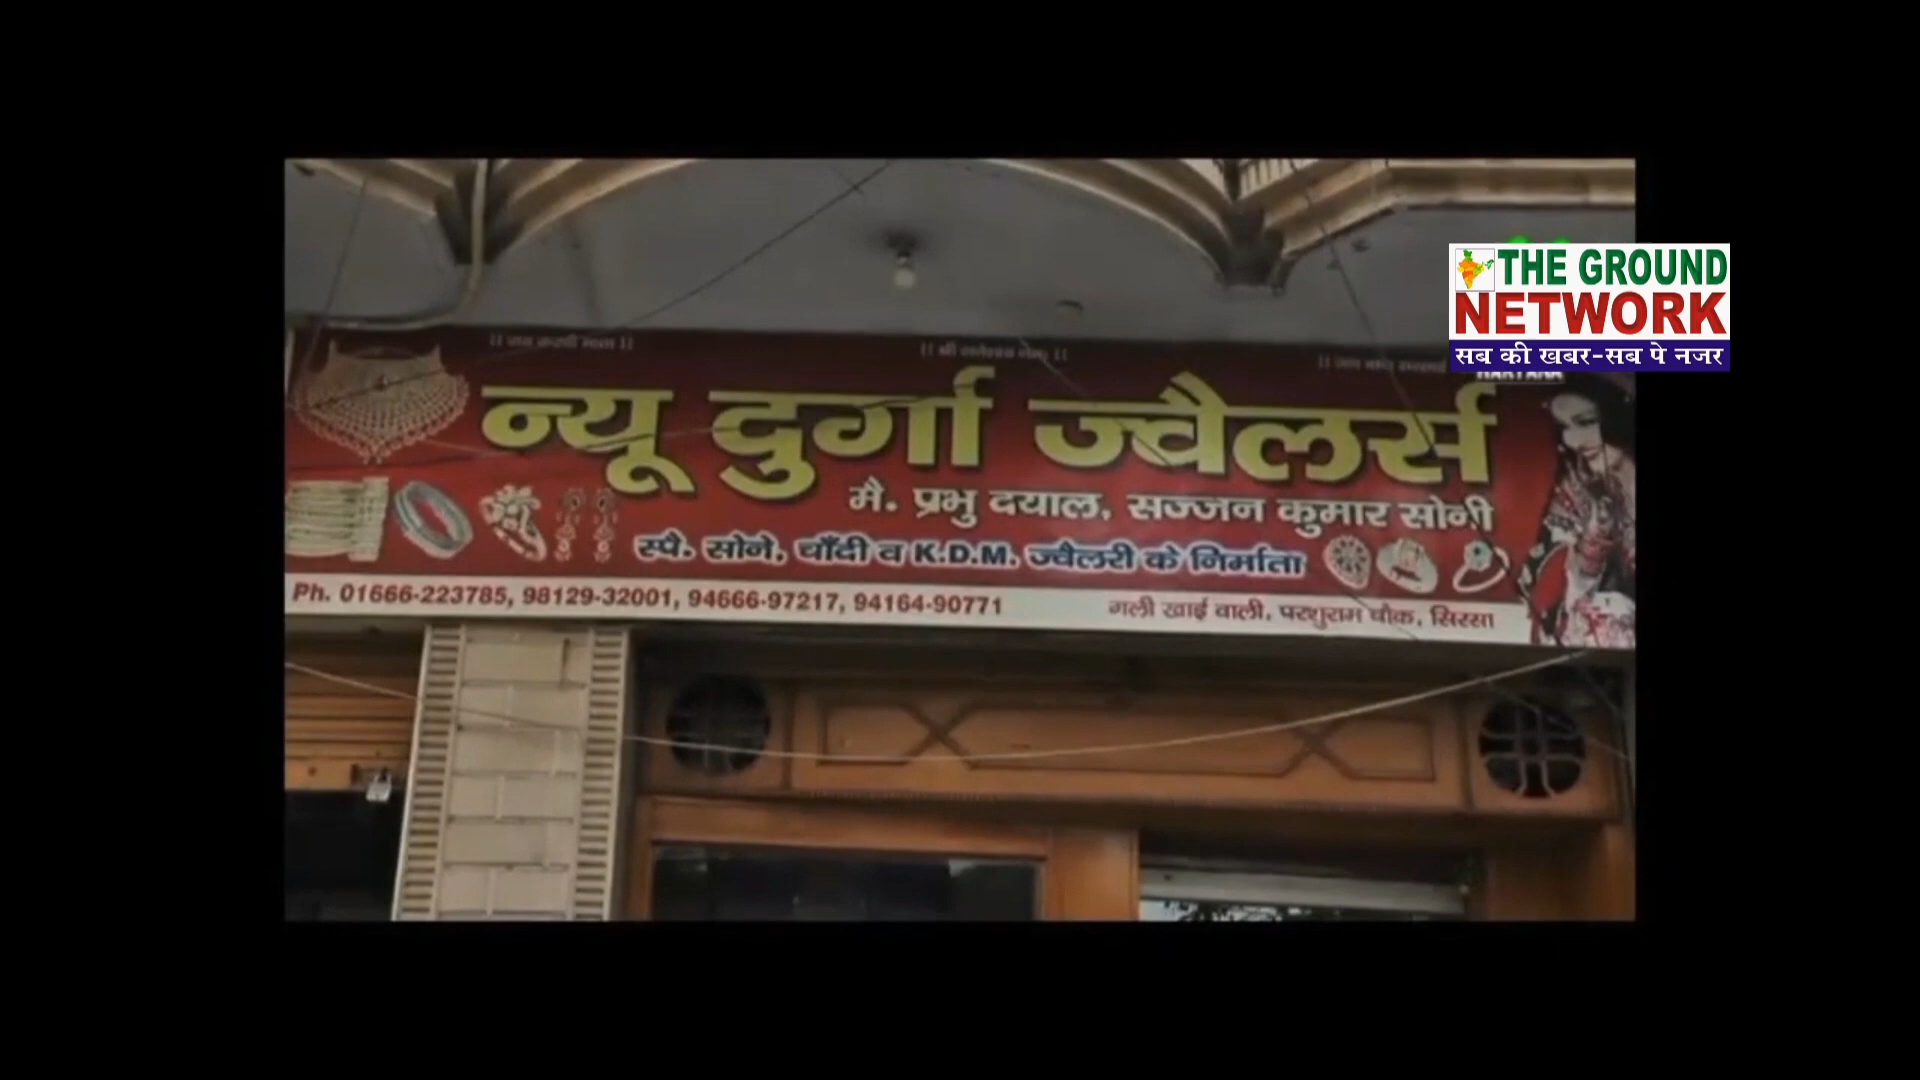 THE GROUND
NETWORK
सब की खबर-सब पे नजर
न्यू दुर्गा ज्वैलर्स
मै. प्रभु दयाल, सज्जन कुमार सोनी
स्पै. सोने, चाँदी व K.D.M. ज्वैलरी के निर्माता
Ph. 01666-223785, 98129-32001, 94666-97217, 94164-90771
गली खाई वाली, परशुराम चौक, सिरसा